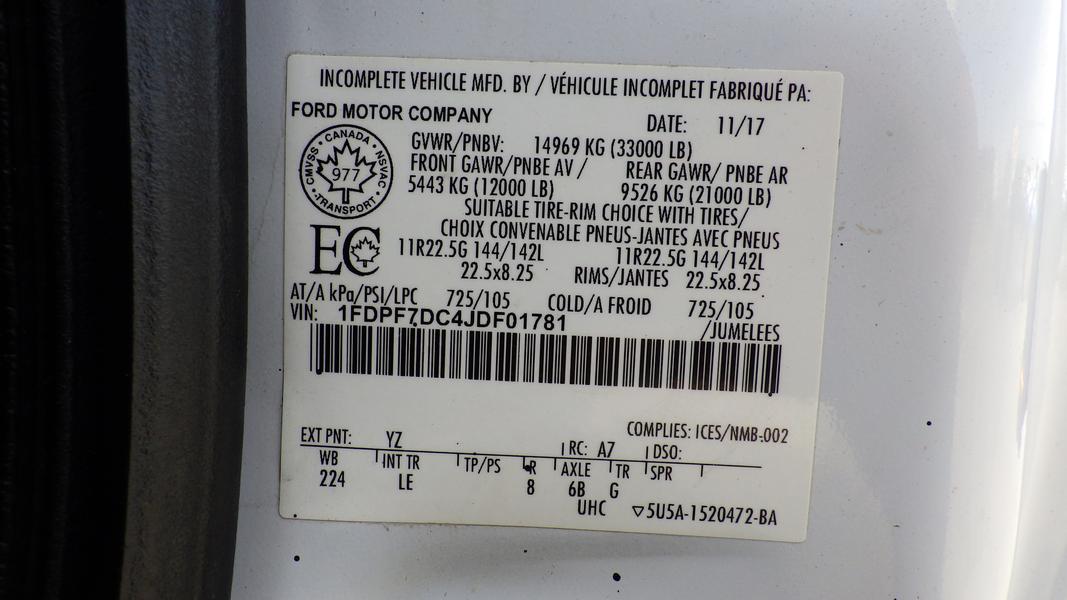 INCOMPLETE VEHICLE MFD. BY / VÉHICULE INCOMPLET FABRIQUÉ PA:
FORD MOTOR COMPANY
DATE: 11/17
CANADA
CMVSS
NSVAC
977
TRANSPORT
GVWR/PNBV: 14969 KG (33000 LB)
FRONT GAWR/PNBE AV / REAR GAWR/ PNBE AR
5443 KG (12000 LB) 9526 KG (21000 LB)
SUITABLE TIRE-RIM CHOICE WITH TIRES/
CHOIX CONVENABLE PNEUS-JANTES AVEC PNEUS
EC
11R22.5G 144/142L 11R22.5G 144/142L
22.5x8.25 RIMS/JANTES 22.5x8.25
AT/A kPa/PSI/LPC 725/105 COLD/A FROID 725/105
VIN: 1FDPF7DC4JDF01781 /JUMELEES
COMPLIES: ICES/NMB-002
EXT PNT: YZ RC: A7 DSO:
WB INT TR TP/PS R AXLE TR SPR
224 LE 8 6B G
UHC ▽5U5A-1520472-BA